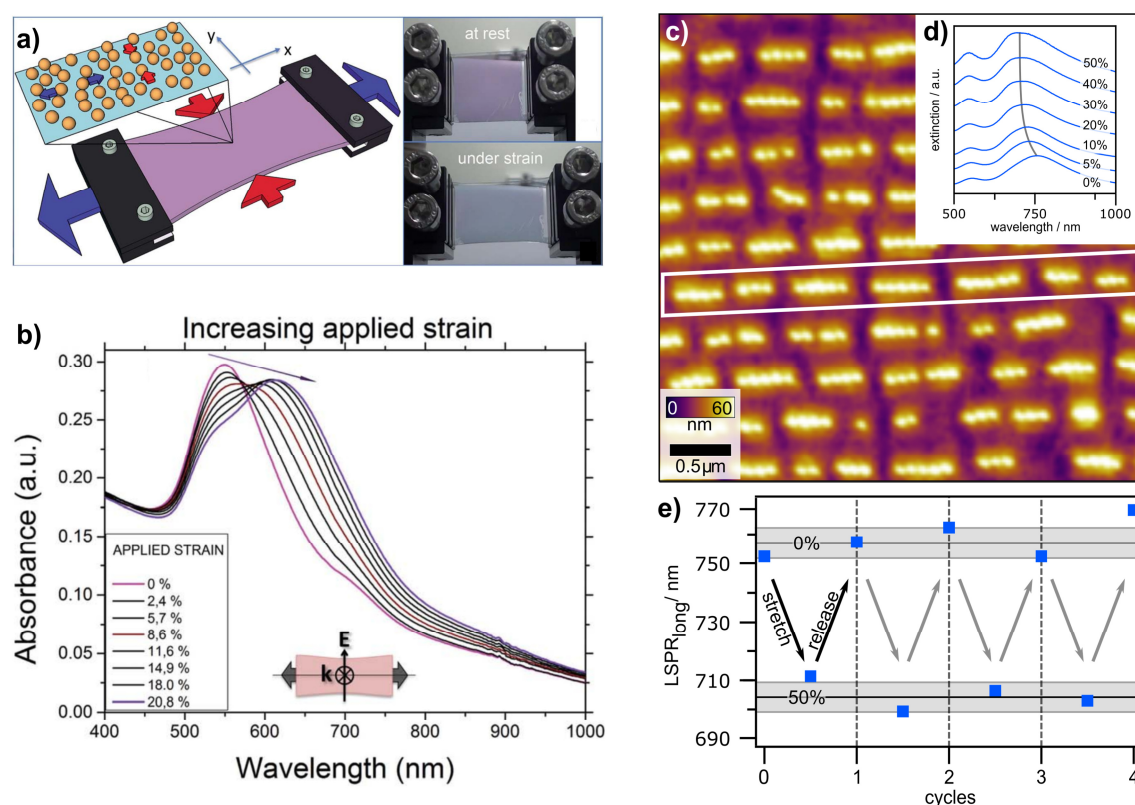 a)
y
x
at rest
under strain
b)
Increasing applied strain
0.30
0.25
0.20
0.15
0.10
0.05
0.00
Absorbance (a.u.)
APPLIED STRAIN
0 %
2,4 %
5,7 %
8,6 %
11,6 %
14,9 %
18.0 %
20,8 %
E
k
400 500 600 700 800 900 1000
Wavelength (nm)
c)
0 60
nm
0.5μm
d)
extinction / a.u.
50%
40%
30%
20%
10%
5%
0%
500 750 1000
wavelength / nm
e)
770
750
730
710
690
LSPRlong/ nm
0%
stretch
release
50%
0 1 2 3 4
cycles